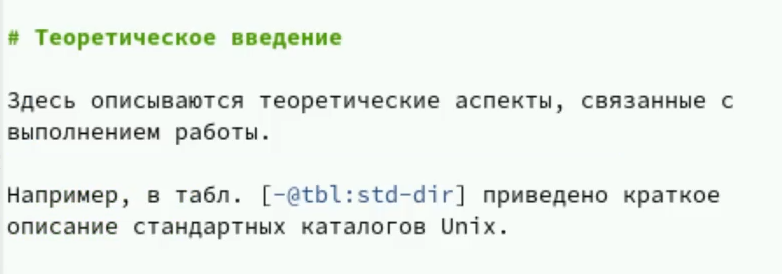 # Теоретическое введение
Здесь описываются теоретические аспекты, связанные с
выполнением работы.
Например, в табл. [-@tbl:std-dir] приведено краткое
описание стандартных каталогов Unix.